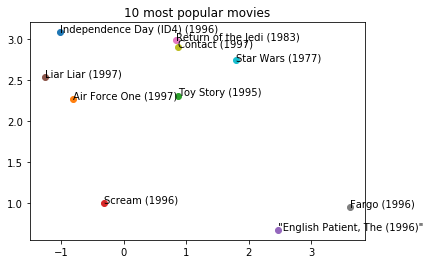 10 most popular movies
Independence Day (ID4) (1996)
Return of the Jedi (1983)
Contact (1997)
Star Wars (1977)
Liar Liar (1997)
Air Force One (1997)
Toy Story (1995)
Scream (1996)
Fargo (1996)
"English Patient, The (1996)"
3.0
2.5
2.0
1.5
1.0
−1
0
1
2
3